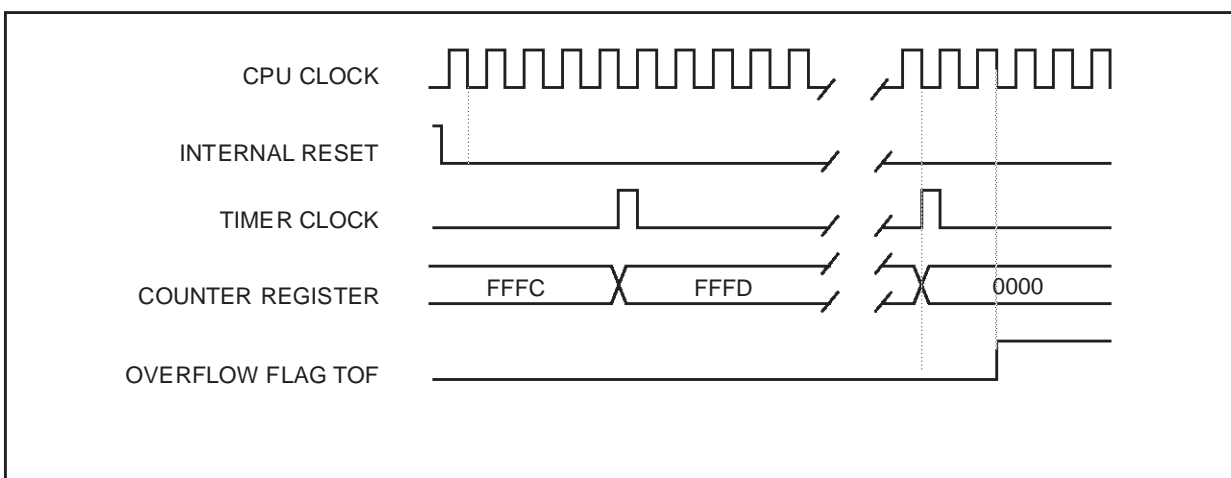 CPU CLOCK
INTERNAL RESET
TIMER CLOCK
FFFC FFFD 0000
COUNTER REGISTER
OVERFLOW FLAG TOF